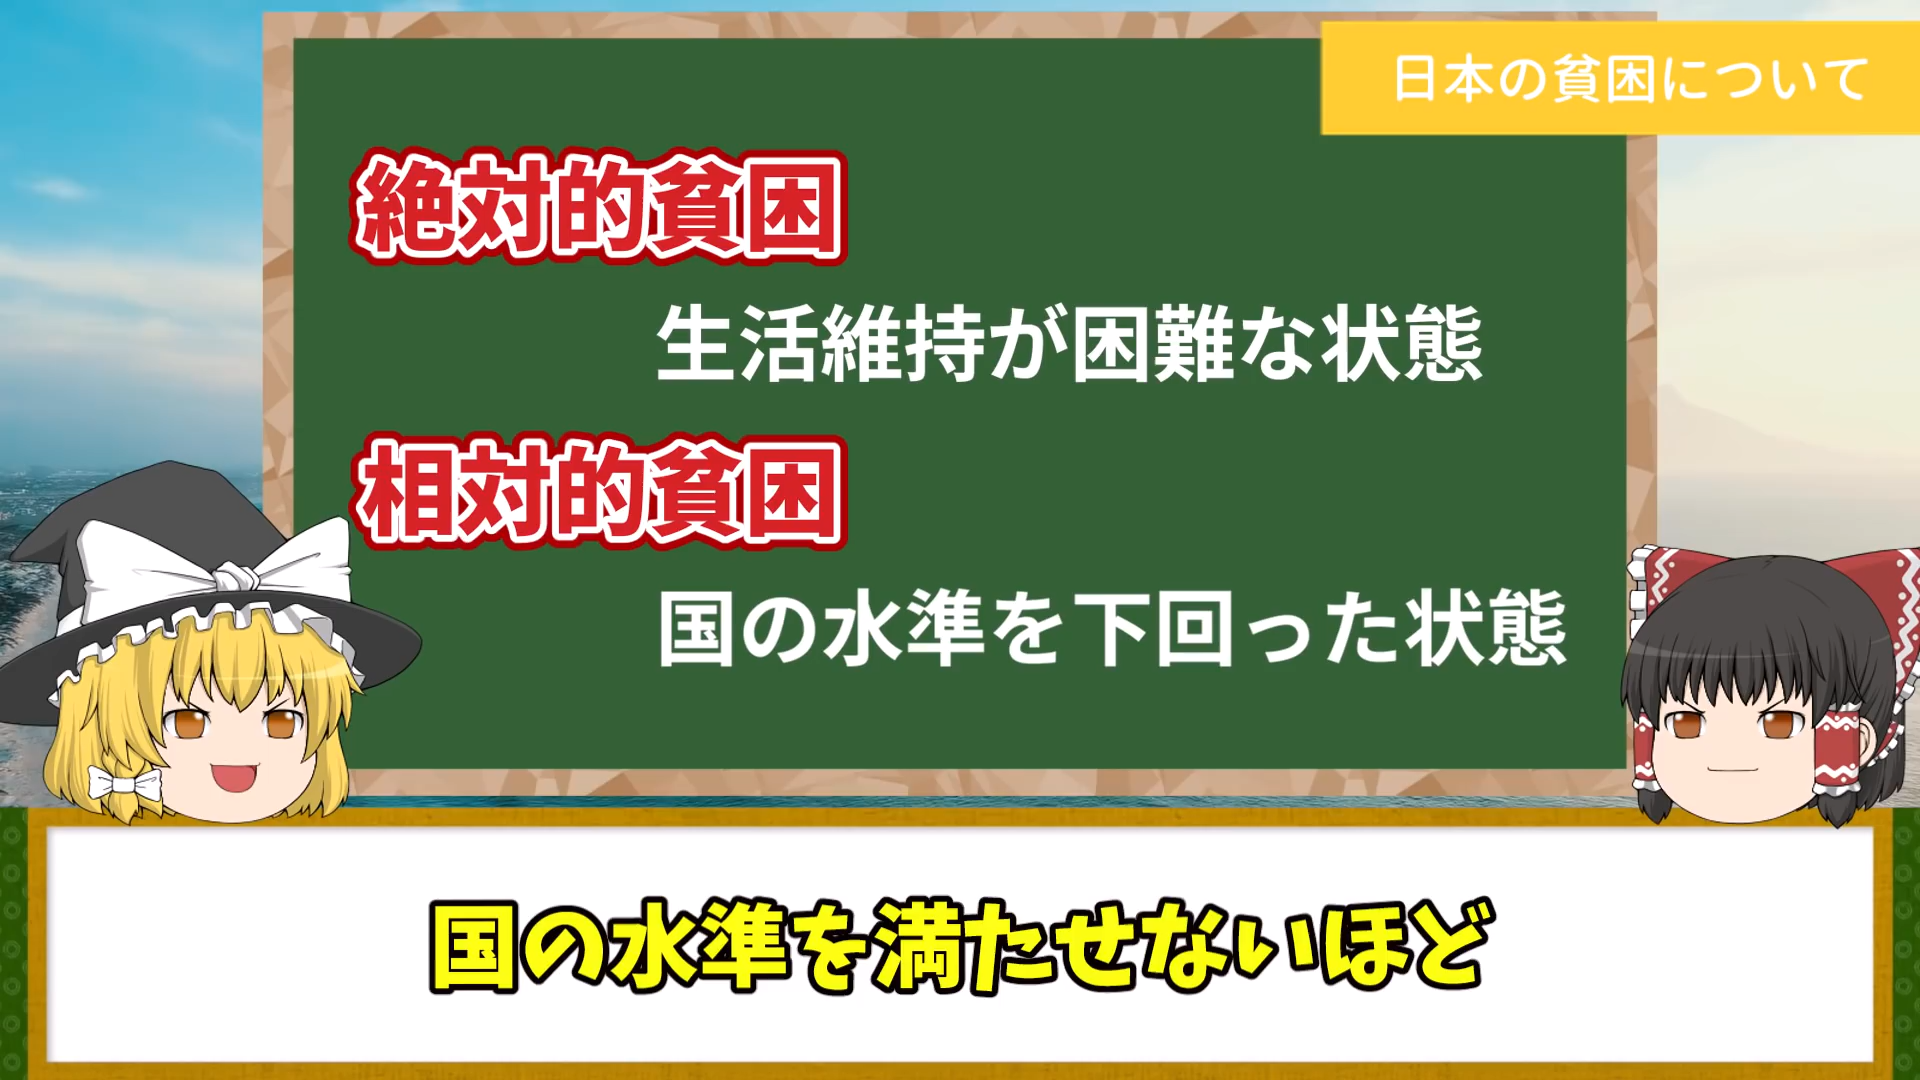 日本の貧困について
絶対的貧困
生活維持が困難な状態
相対的貧困
国の水準を下回った状態
国の水準を満たせないほど